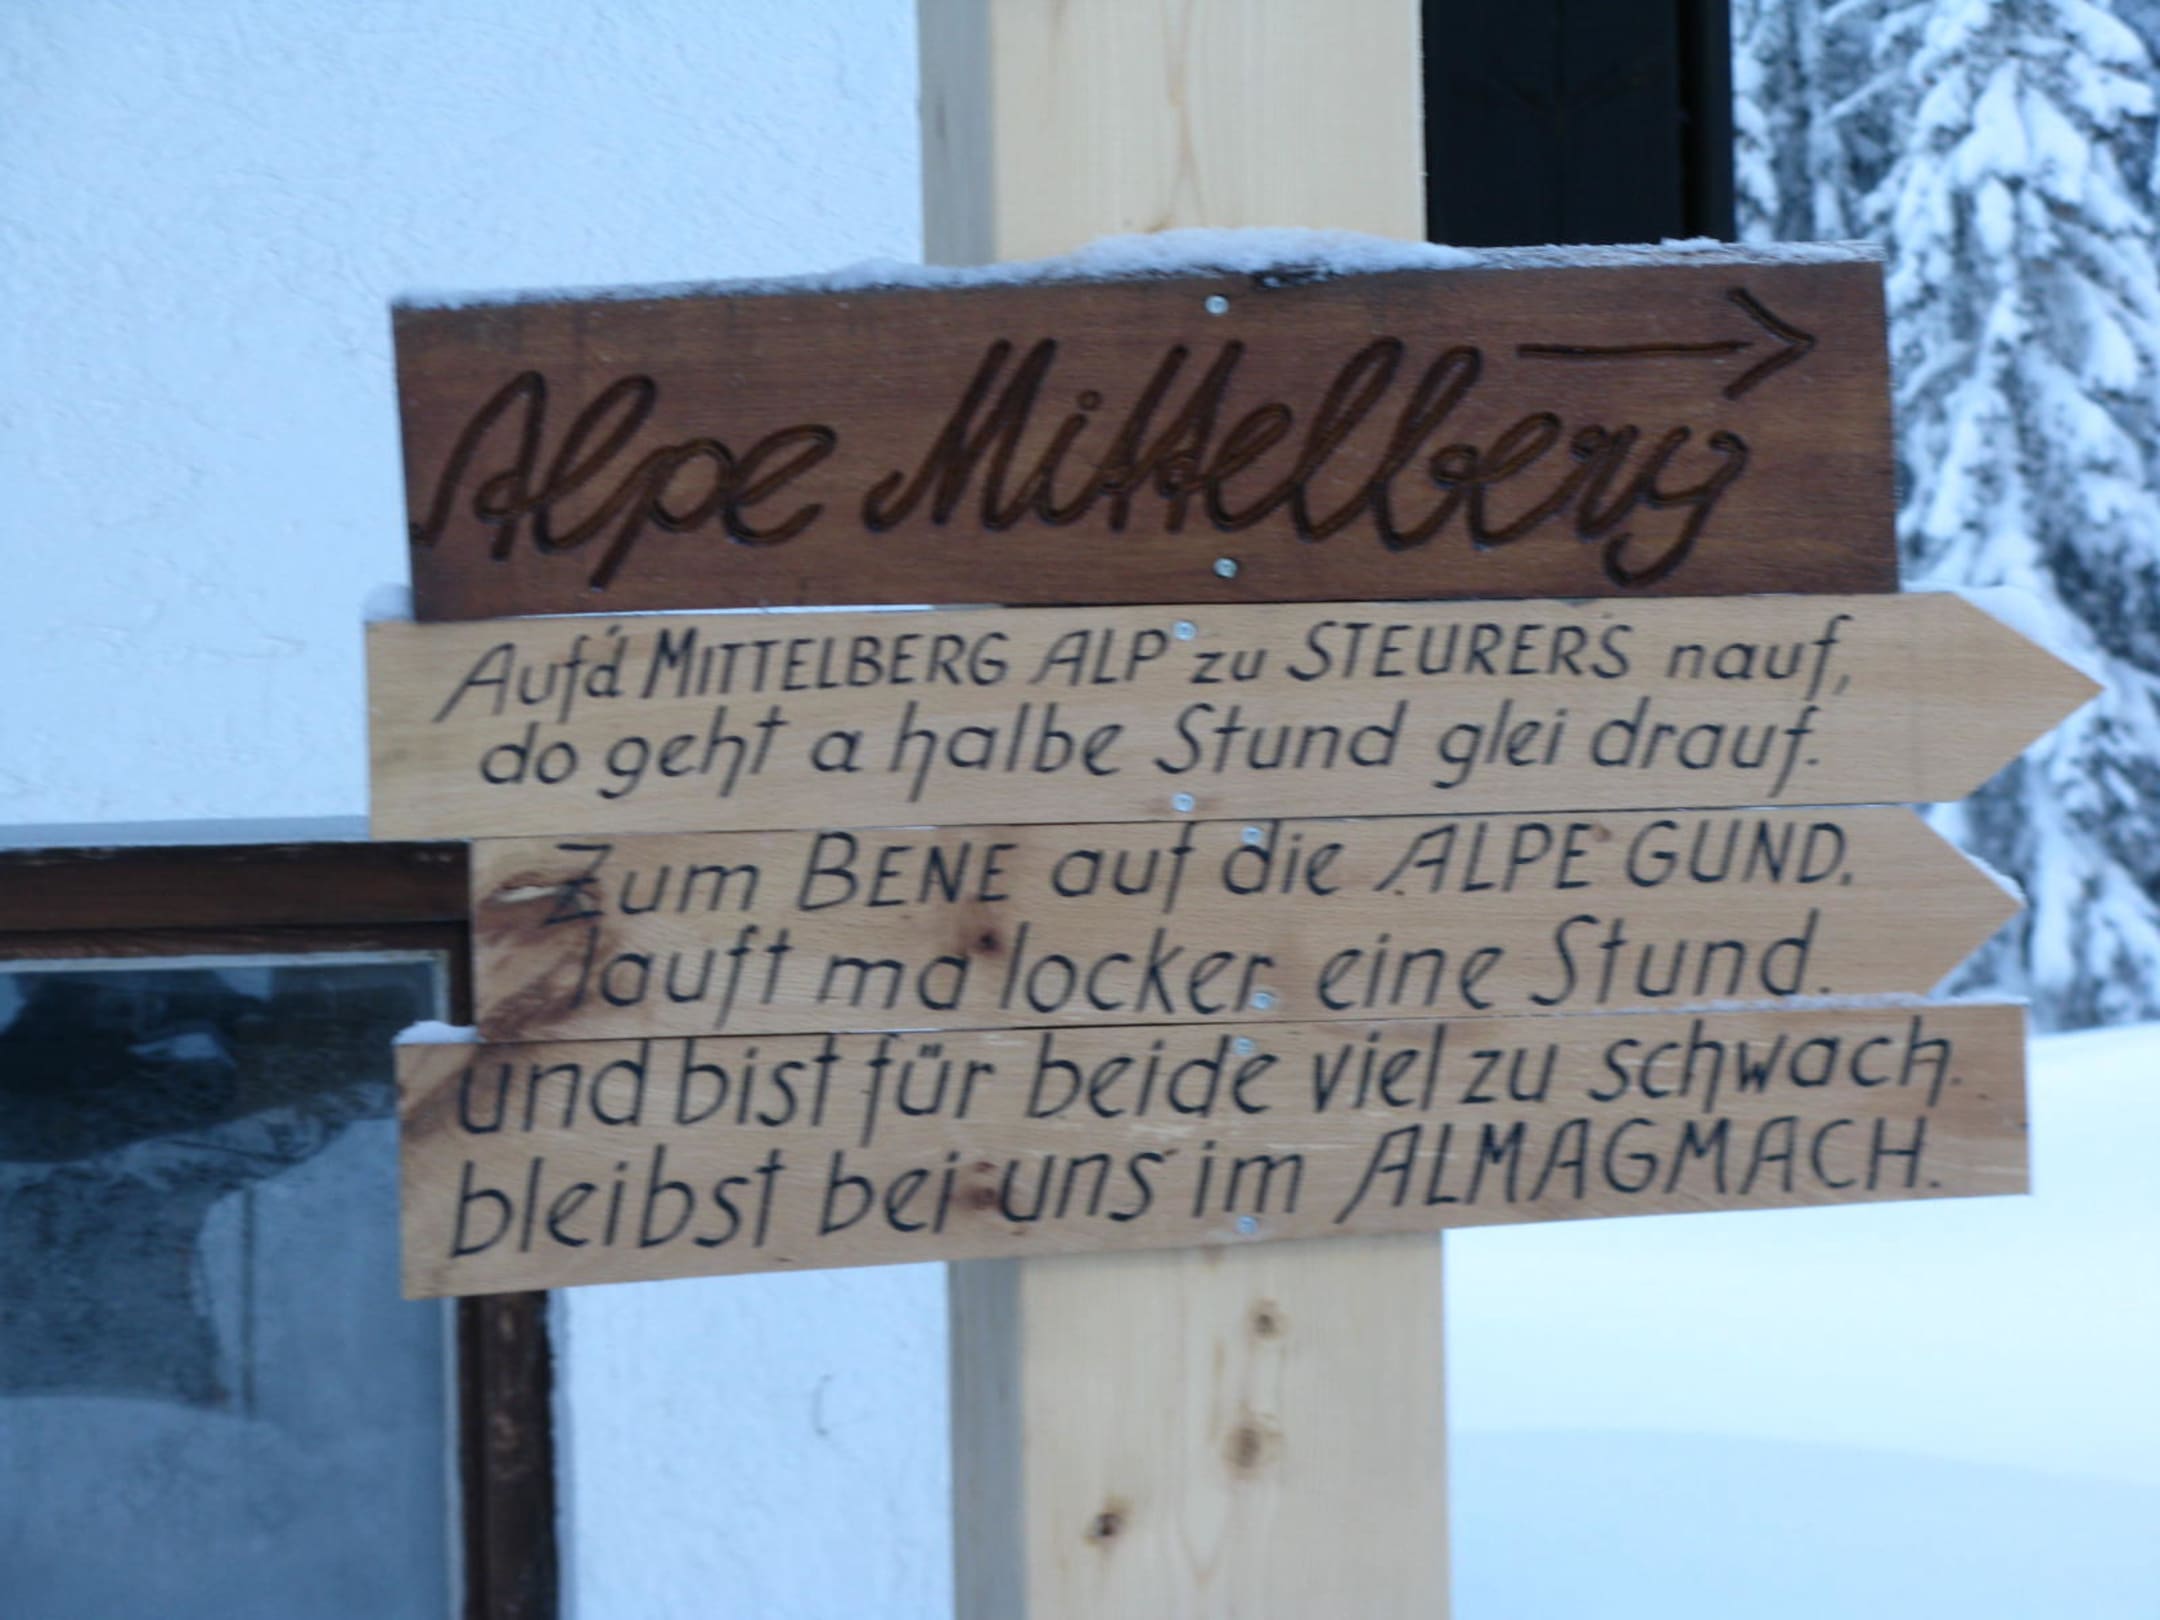 Alpe Mittelberg
Auf'd MITTELBERG ALP zu STEURERS nauf,
do geht a halbe Stund glei drauf.
Zum BENE auf die ALPE GUND.
lauft ma locker eine Stund.
und bist für beide viel zu schwach.
bleibst bei uns im ALMAGMACH.